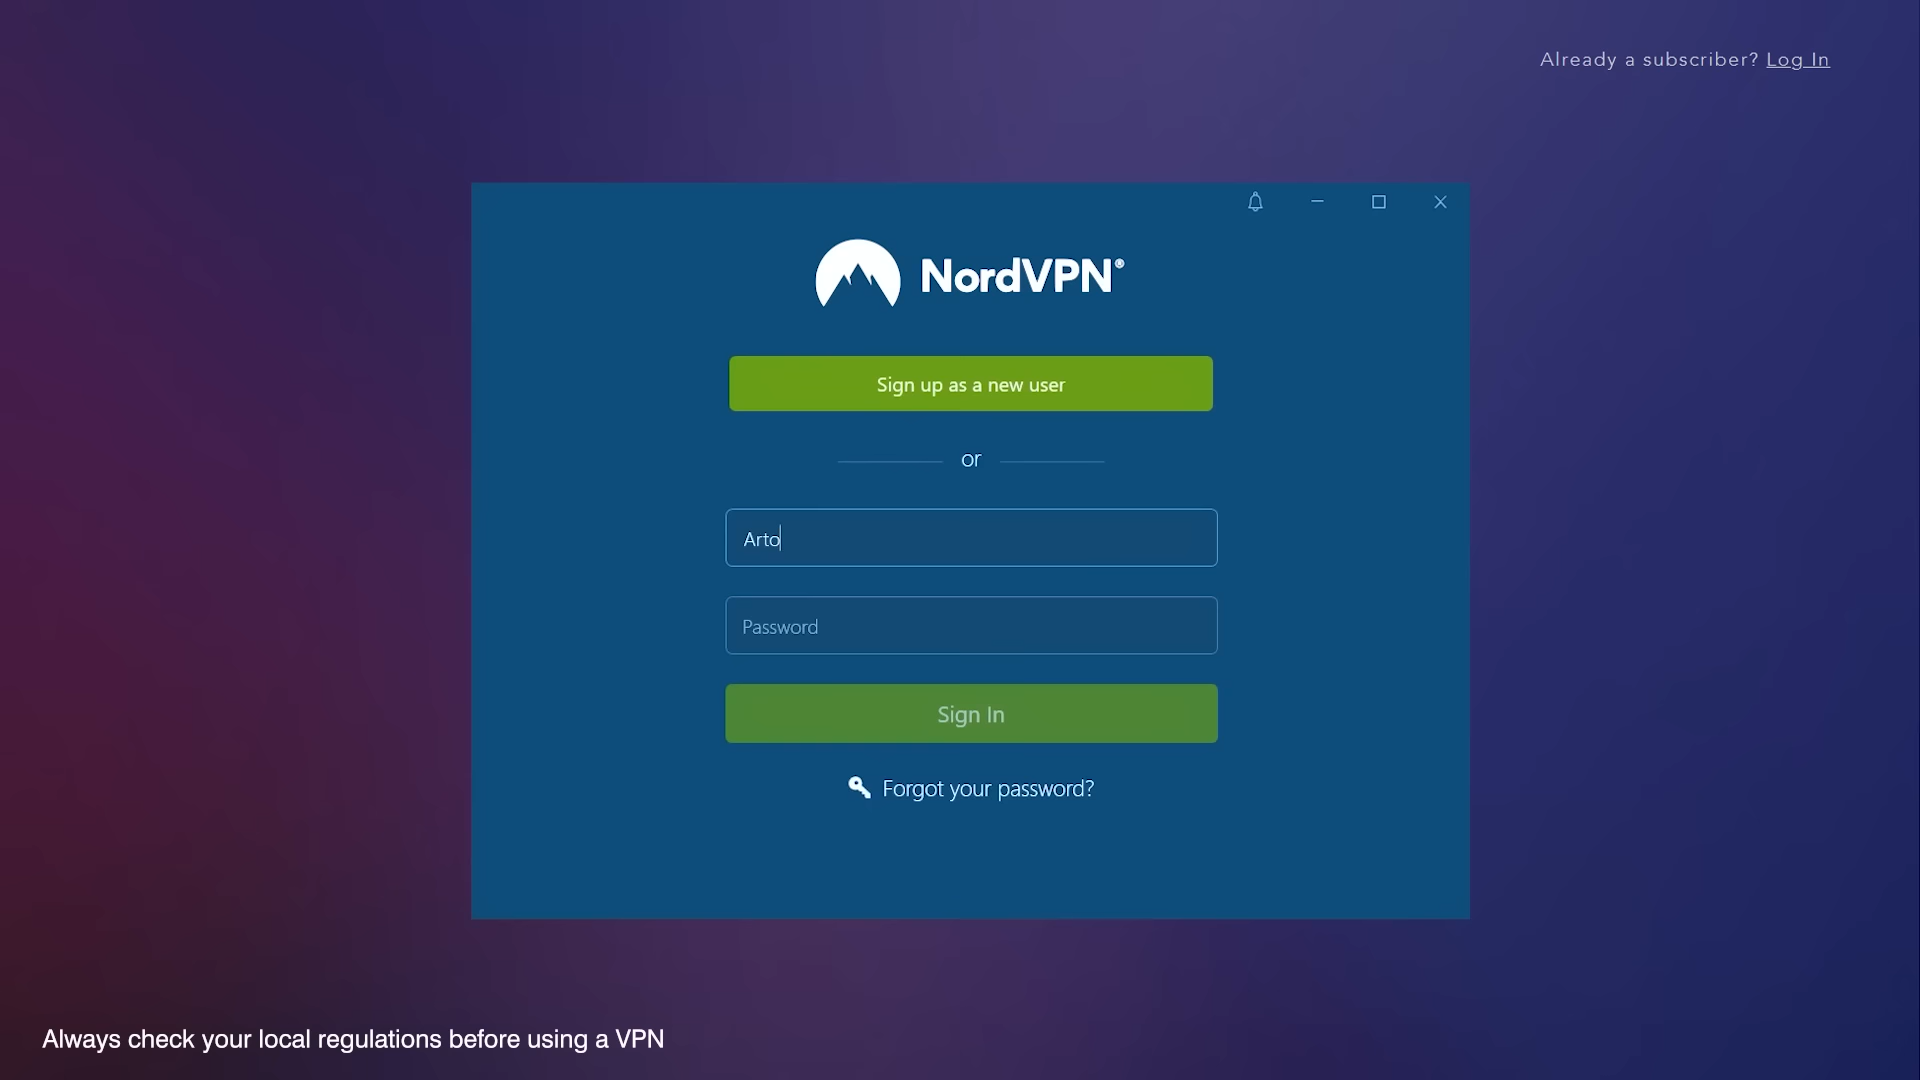 Already a subscriber? Log In
NordVPN®
Sign up as a new user
or
Arto
Password
Sign In
Forgot your password?
Always check your local regulations before using a VPN